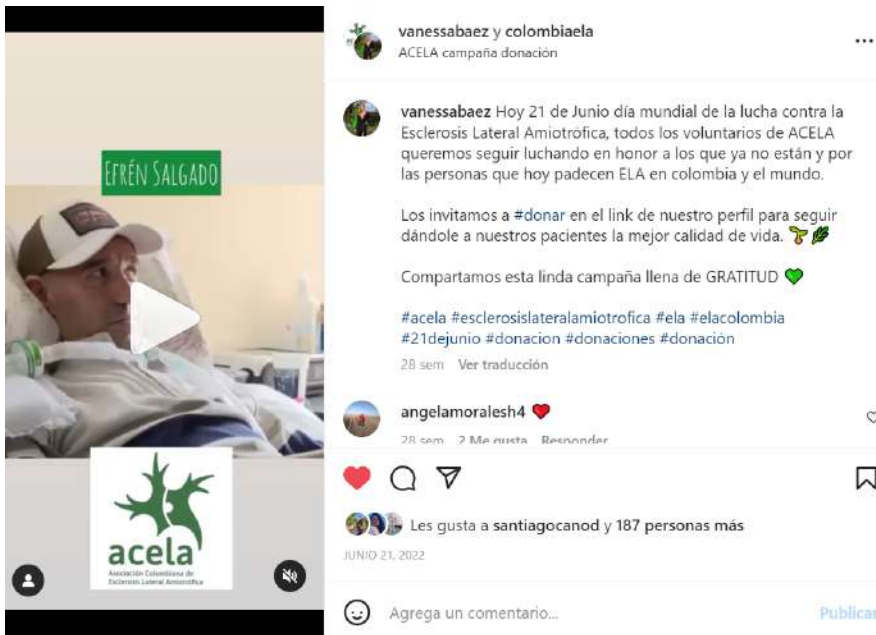 EFRÉN SALGADO
acela
Asociación Colombiana de
Esclerosis Lateral Amiotrófica
vanessabaez y colombiaela
ACELA campaña donación
vanessabaez Hoy 21 de Junio día mundial de la lucha contra la
Esclerosis Lateral Amiotrófica, todos los voluntarios de ACELA
queremos seguir luchando en honor a los que ya no están y por
las personas que hoy padecen ELA en colombia y el mundo.
Los invitamos a #donar en el link de nuestro perfil para seguir
dándole a nuestros pacientes la mejor calidad de vida.
Compartamos esta linda campaña llena de GRATITUD
#acela #esclerosislateralamiotrofica #ela #elacolombia
#21dejunio #donacion #donaciones #donación
28 sem Ver traducción
angelamoralesh4
28 sem 2 Me gusta Responder
Les gusta a santiagocanod y 187 personas más
JUNIO 21, 2022
Agrega un comentario...
Publicar